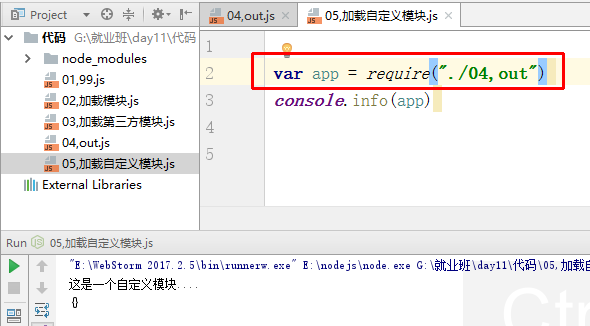 Project
04,out.js
05,加载自定义模块.js
代码 G:\就业班\day11\代码
node_modules
01,99.js
02,加载模块.js
03,加载第三方模块.js
04,out.js
05,加载自定义模块.js
External Libraries
1
2 var app = require("./04,out")
3 console.info(app)
4
5
Run 05,加载自定义模块.js
"E:\WebStorm 2017.2.5\bin\runnerw.exe" E:\nodejs\node.exe G:\就业班\day11\代码\05,加载自
这是一个自定义模块....
{}
Ctr